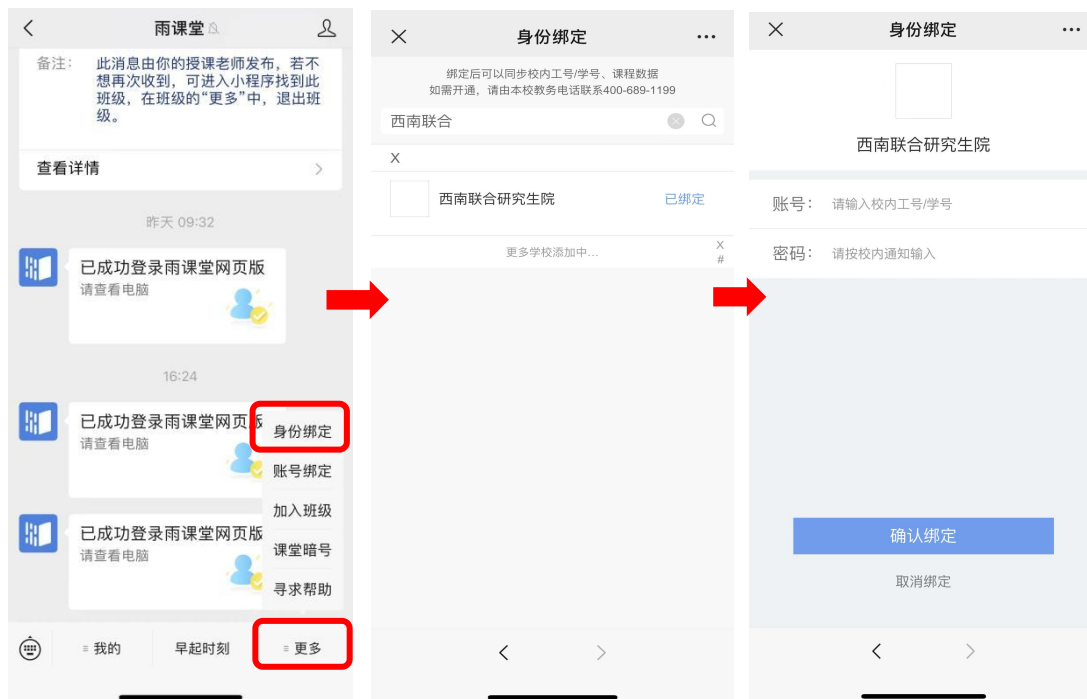 雨课堂
备注： 此消息由你的授课老师发布，若不
想再次收到，可进入小程序找到此
班级，在班级的“更多”中，退出班
级。
查看详情
昨天 09:32
已成功登录雨课堂网页版
请查看电脑
16:24
已成功登录雨课堂网页版
请查看电脑
已成功登录雨课堂网页版
请查看电脑
身份绑定
账号绑定
加入班级
课堂暗号
寻求帮助
我的
早起时刻
更多
身份绑定
绑定后可以同步校内工号/学号、课程数据
如需开通，请由本校教务电话联系400-689-1199
西南联合
X
西南联合研究生院
已绑定
更多学校添加中...
X
#
身份绑定
西南联合研究生院
账号： 请输入校内工号/学号
密码： 请按校内通知输入
确认绑定
取消绑定